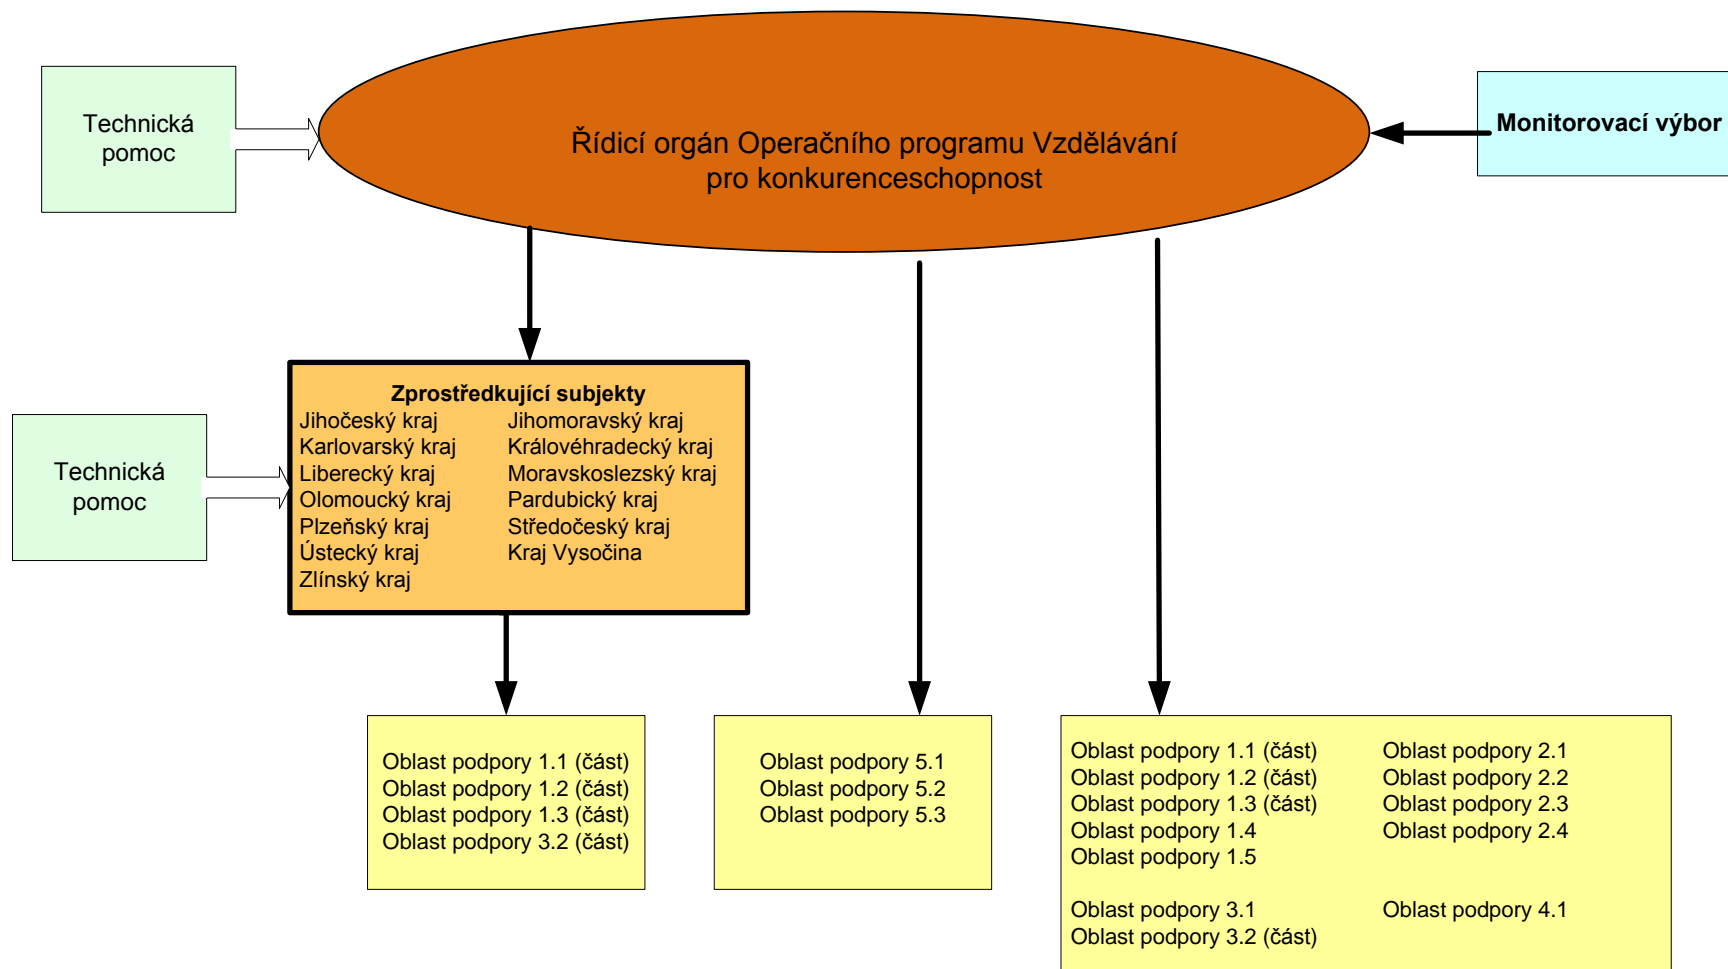 Technická
pomoc
Řídicí orgán Operačního programu Vzdělávání
pro konkurenceschopnost
Monitorovací výbor
Zprostředkující subjekty
Jihočeský kraj Jihomoravský kraj
Karlovarský kraj Královéhradecký kraj
Liberecký kraj Moravskoslezský kraj
Olomoucký kraj Pardubický kraj
Plzeňský kraj Středočeský kraj
Ústecký kraj Kraj Vysočina
Zlínský kraj
Technická
pomoc
Oblast podpory 1.1 (část)
Oblast podpory 1.2 (část)
Oblast podpory 1.3 (část)
Oblast podpory 3.2 (část)
Oblast podpory 5.1
Oblast podpory 5.2
Oblast podpory 5.3
Oblast podpory 1.1 (část) Oblast podpory 2.1
Oblast podpory 1.2 (část) Oblast podpory 2.2
Oblast podpory 1.3 (část) Oblast podpory 2.3
Oblast podpory 1.4 Oblast podpory 2.4
Oblast podpory 1.5
Oblast podpory 3.1 Oblast podpory 4.1
Oblast podpory 3.2 (část)